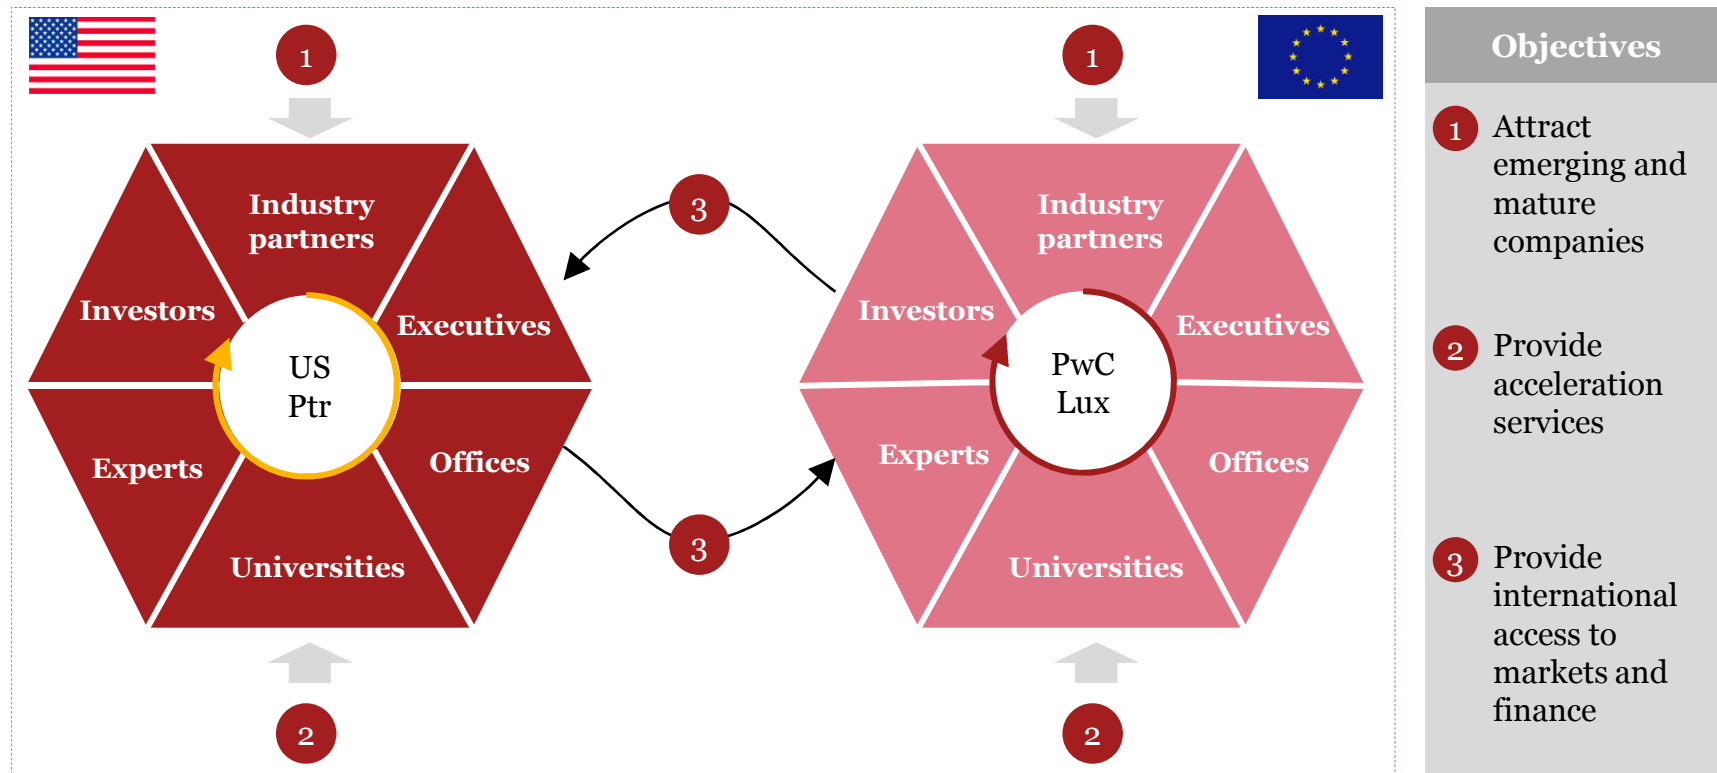 1
Industry
partners
Investors
Executives
US
Ptr
Experts
Offices
Universities
2
3
3
1
Industry
partners
Investors
Executives
PwC
Lux
Experts
Offices
Universities
2
Objectives
1 Attract
emerging and
mature
companies
2 Provide
acceleration
services
3 Provide
international
access to
markets and
finance